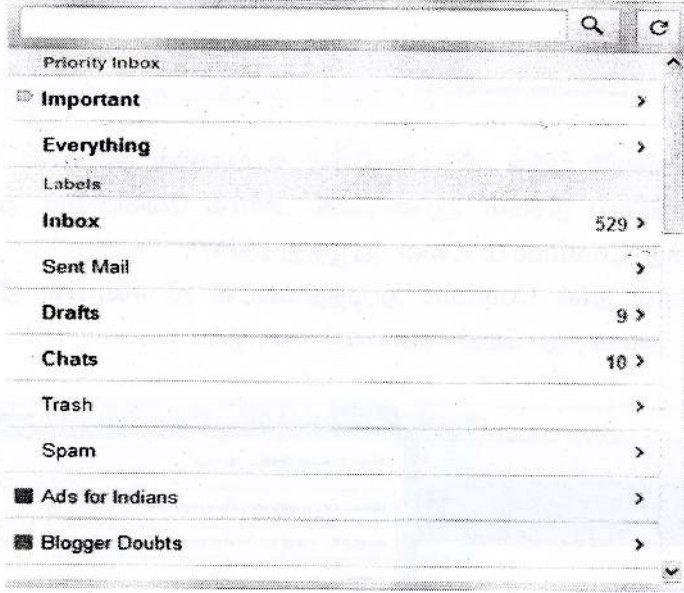 Priority Inbox
Important
Everything
Labels
Inbox 529
Sent Mail
Drafts 9
Chats 10
Trash
Spam
Ads for Indians
Blogger Doubts